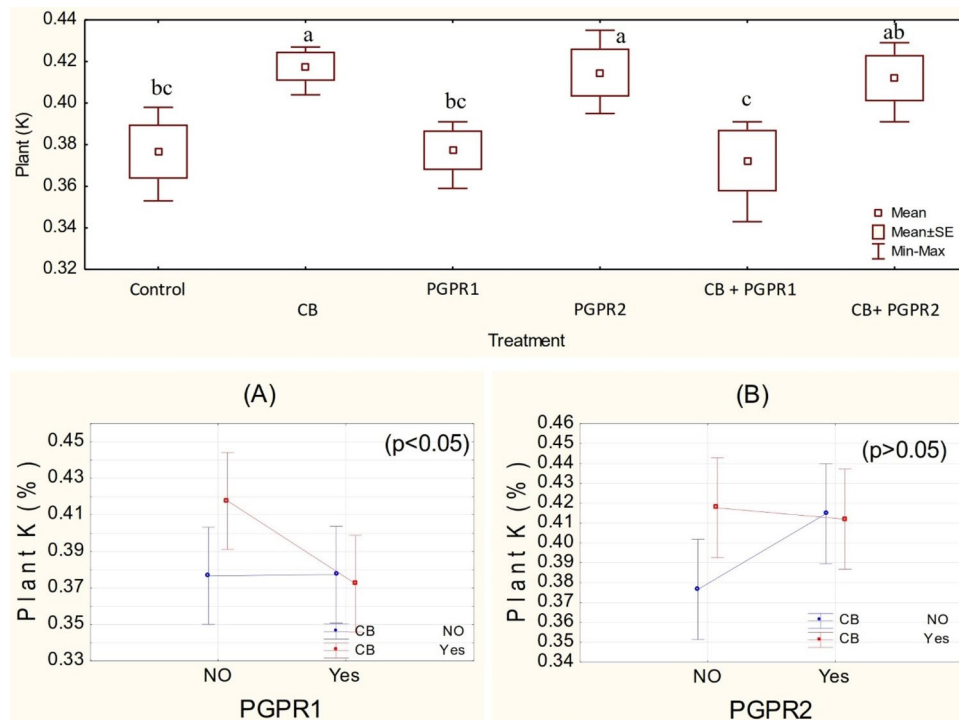 0.44
0.42
0.40
0.38
0.36
0.34
0.32
Plant (K)
bc
a
bc
a
c
ab
Mean
Mean±SE
Min-Max
Control
CB
PGPR1
PGPR2
CB + PGPR1
CB+ PGPR2
Treatment
(A)
(p<0.05)
0.45
0.43
0.41
0.39
0.37
0.35
0.33
Plant K (%)
CB NO
CB Yes
NO Yes
PGPR1
(B)
(p>0.05)
0.46
0.45
0.44
0.43
0.42
0.41
0.40
0.39
0.38
0.37
0.36
0.35
0.34
Plant K (%)
CB NO
CB Yes
NO Yes
PGPR2